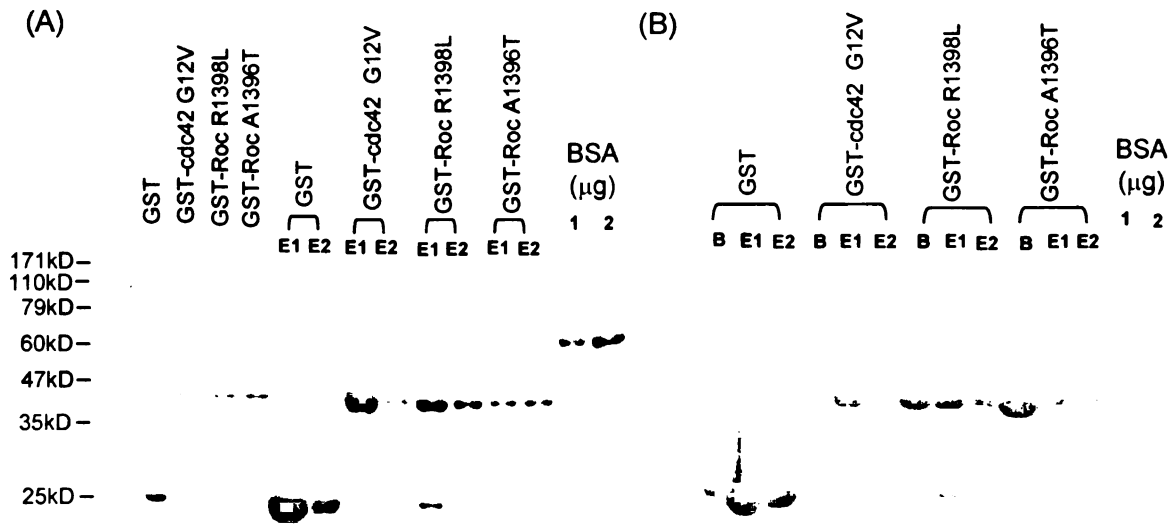 (A)
GST
GST-cdc42 G12V
GST-Roc R1398L
GST-Roc A1396T
GST
GST-cdc42 G12V
GST-Roc R1398L
GST-Roc A1396T
BSA
(μg)
1 2
E1 E2 E1 E2 E1 E2 E1 E2
171kD
110kD
79kD
60kD
47kD
35kD
25kD
(B)
GST
GST-cdc42 G12V
GST-Roc R1398L
GST-Roc A1396T
BSA
(μg)
1 2
B E1 E2 B E1 E2 B E1 E2 B E1 E2